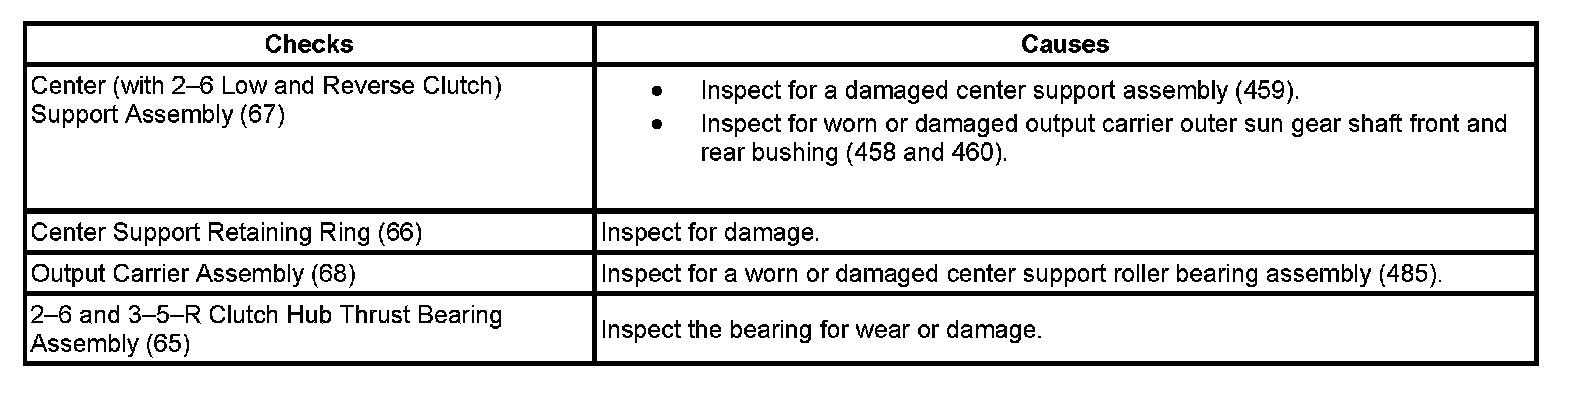 Checks
Causes
Center (with 2–6 Low and Reverse Clutch)
Support Assembly (67)
● Inspect for a damaged center support assembly (459).
● Inspect for worn or damaged output carrier outer sun gear shaft front and
rear bushing (458 and 460).
Center Support Retaining Ring (66)
Inspect for damage.
Output Carrier Assembly (68)
Inspect for a worn or damaged center support roller bearing assembly (485).
2–6 and 3–5–R Clutch Hub Thrust Bearing
Assembly (65)
Inspect the bearing for wear or damage.